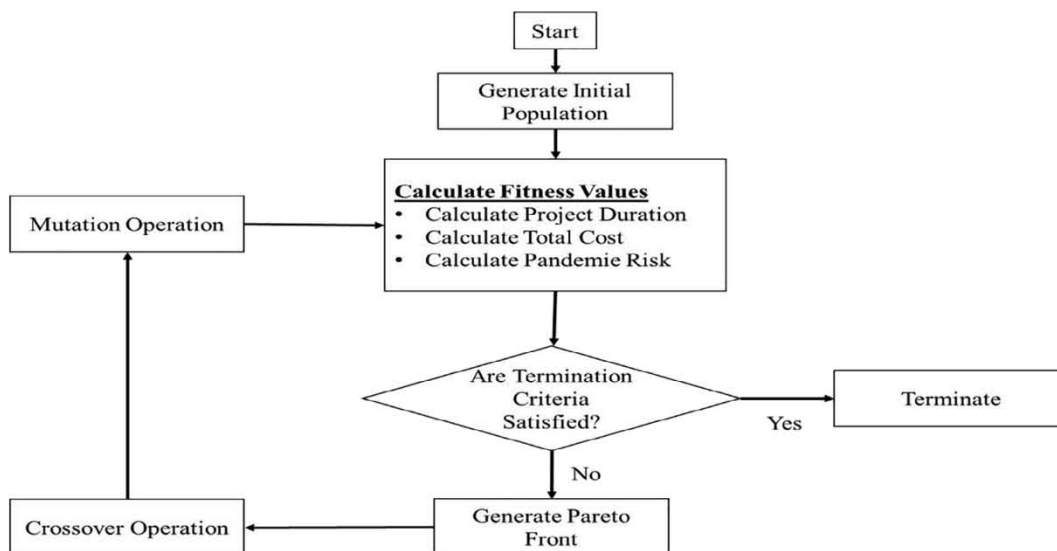 Start
Generate Initial
Population
Calculate Fitness Values
• Calculate Project Duration
• Calculate Total Cost
• Calculate Pandemie Risk
Mutation Operation
Are Termination
Criteria
Satisfied?
Yes
Terminate
No
Generate Pareto
Front
Crossover Operation